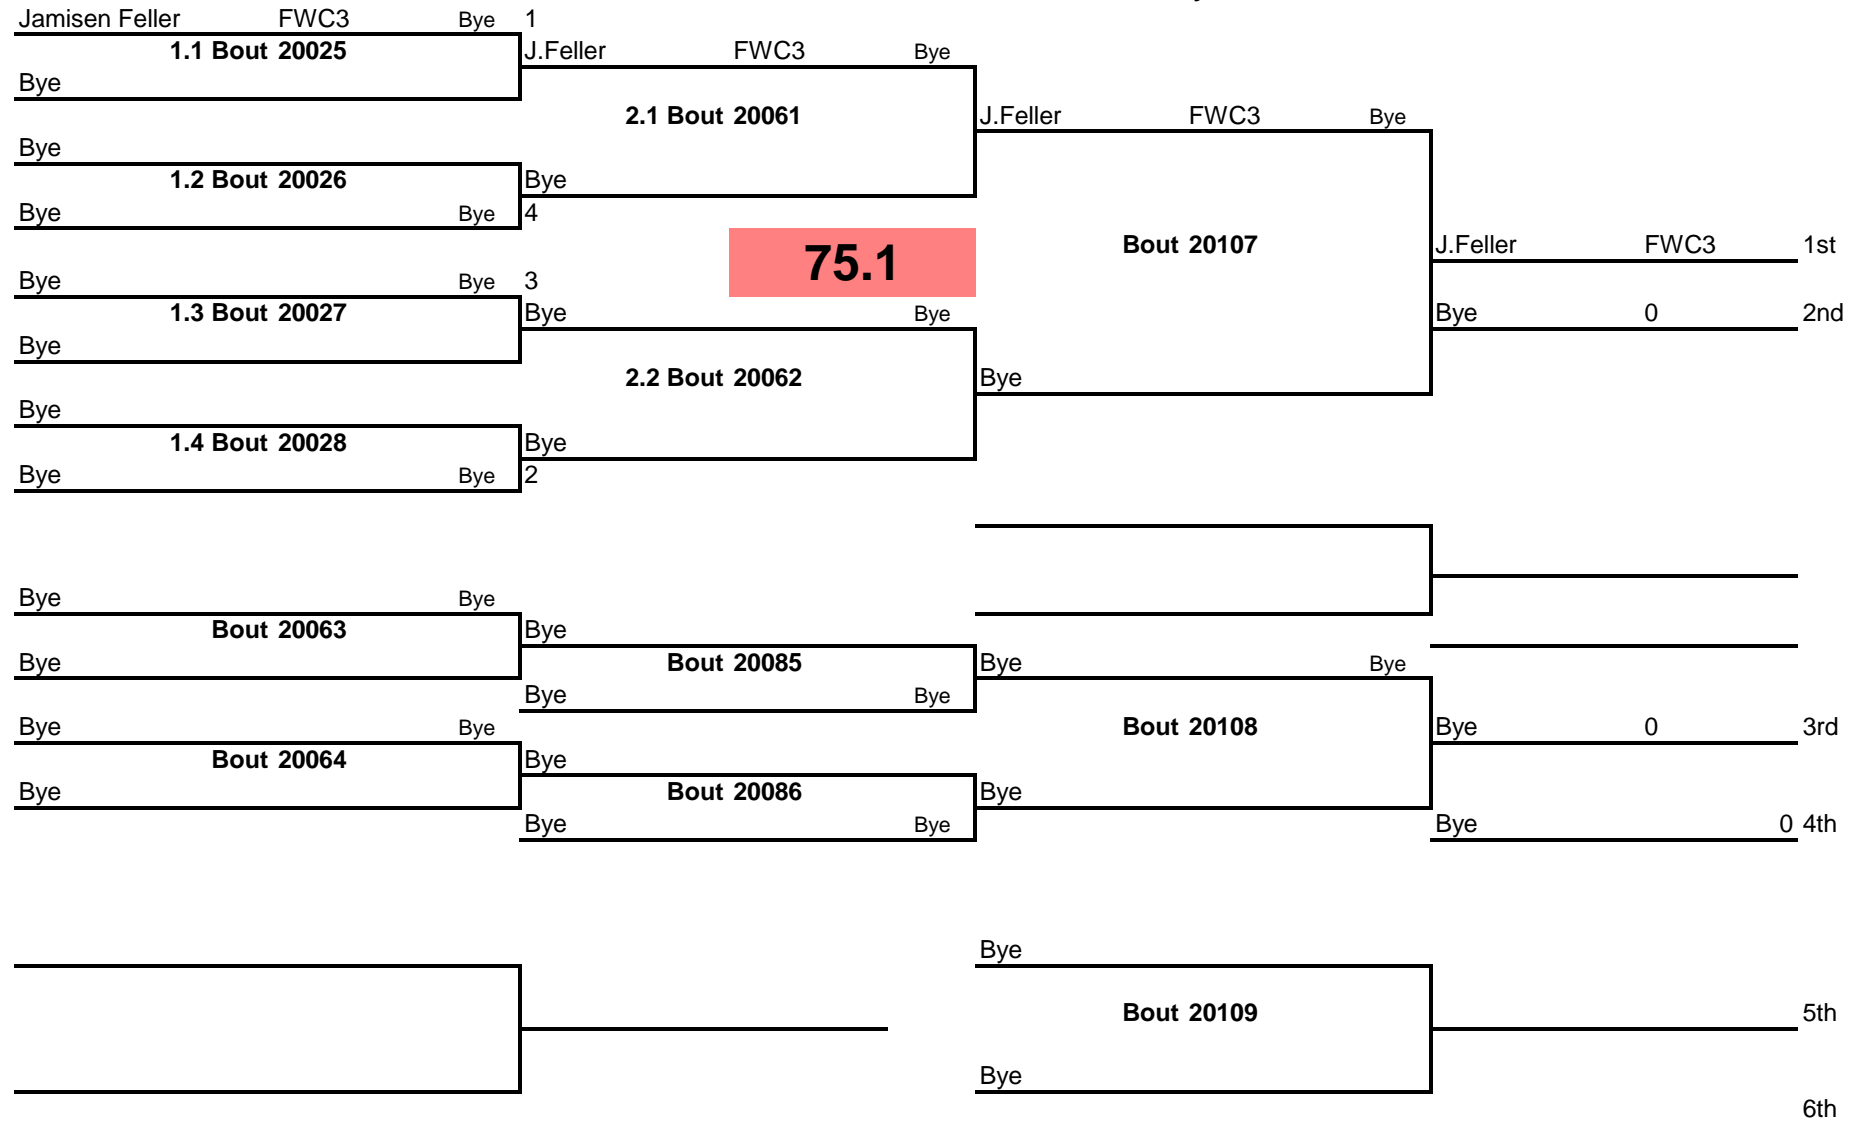 Jamisen Feller FWC3 Bye 1
1.1 Bout 20025 J.Feller FWC3 Bye
Bye
2.1 Bout 20061 J.Feller FWC3 Bye
Bye
1.2 Bout 20026 Bye
Bye Bye 4
75.1 Bout 20107 J.Feller FWC3 1st
Bye Bye 3
1.3 Bout 20027 Bye Bye Bye 0 2nd
Bye
2.2 Bout 20062 Bye
Bye
1.4 Bout 20028 Bye
Bye Bye 2
Bye Bye
Bout 20063 Bye
Bye Bout 20085 Bye Bye
Bye Bye
Bye Bye Bout 20108 Bye 0 3rd
Bout 20064 Bye
Bye Bout 20086 Bye
Bye Bye Bye 0 4th
Bye
Bout 20109 5th
Bye
6th